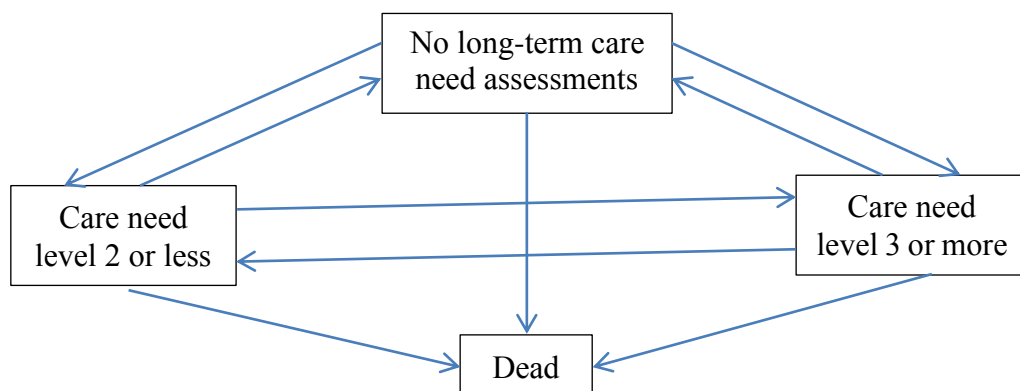 No long-term care
need assessments
Care need
level 2 or less
Care need
level 3 or more
Dead